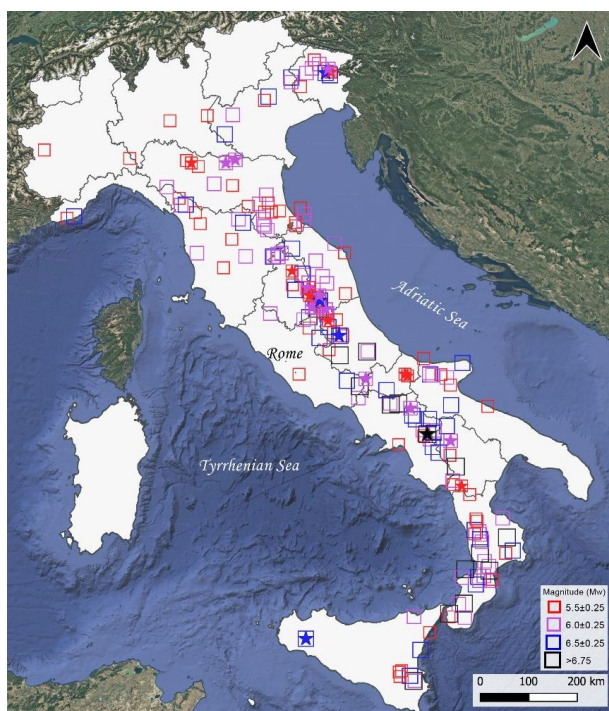 Adriatic Sea
Rome
Tyrrhenian Sea
Magnitude (Mw)
5.5±0.25
6.0±0.25
6.5±0.25
>6.75
0 100 200 km